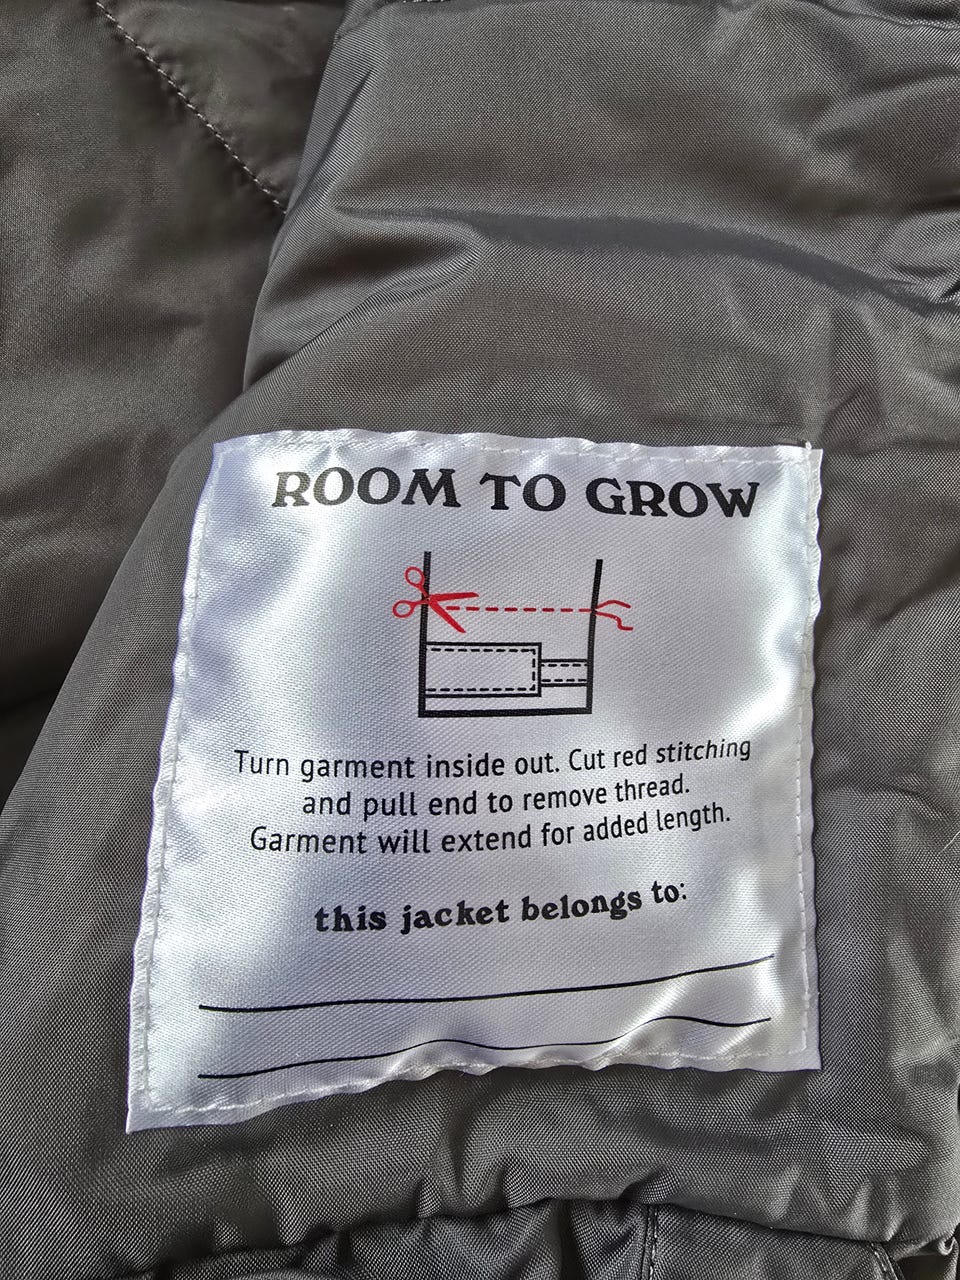 ROOM TO GROW
Turn garment inside out. Cut red stitching
and pull end to remove thread.
Garment will extend for added length.
this jacket belongs to: